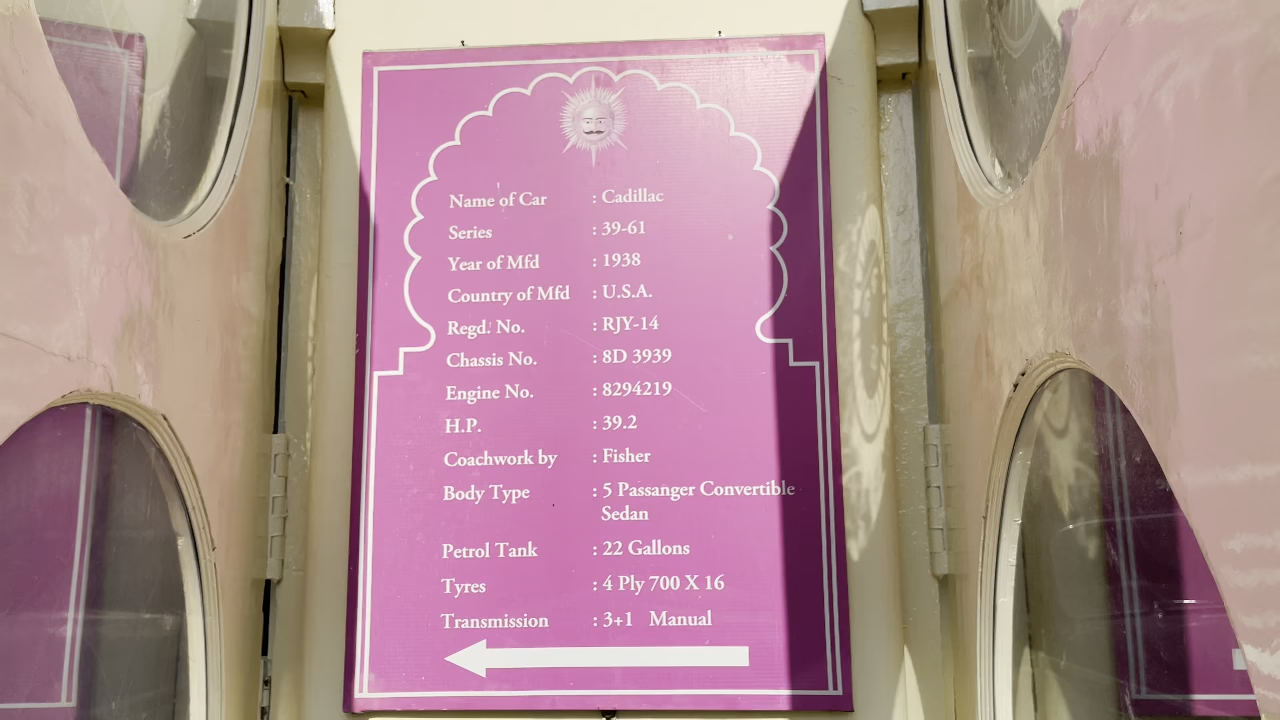 Name of Car : Cadillac
Series : 39-61
Year of Mfd : 1938
Country of Mfd : U.S.A.
Regd. No. : RJY-14
Chassis No. : 8D 3939
Engine No. : 8294219
H.P. : 39.2
Coachwork by : Fisher
Body Type : 5 Passanger Convertible
Sedan
Petrol Tank : 22 Gallons
Tyres : 4 Ply 700 X 16
Transmission : 3+1 Manual